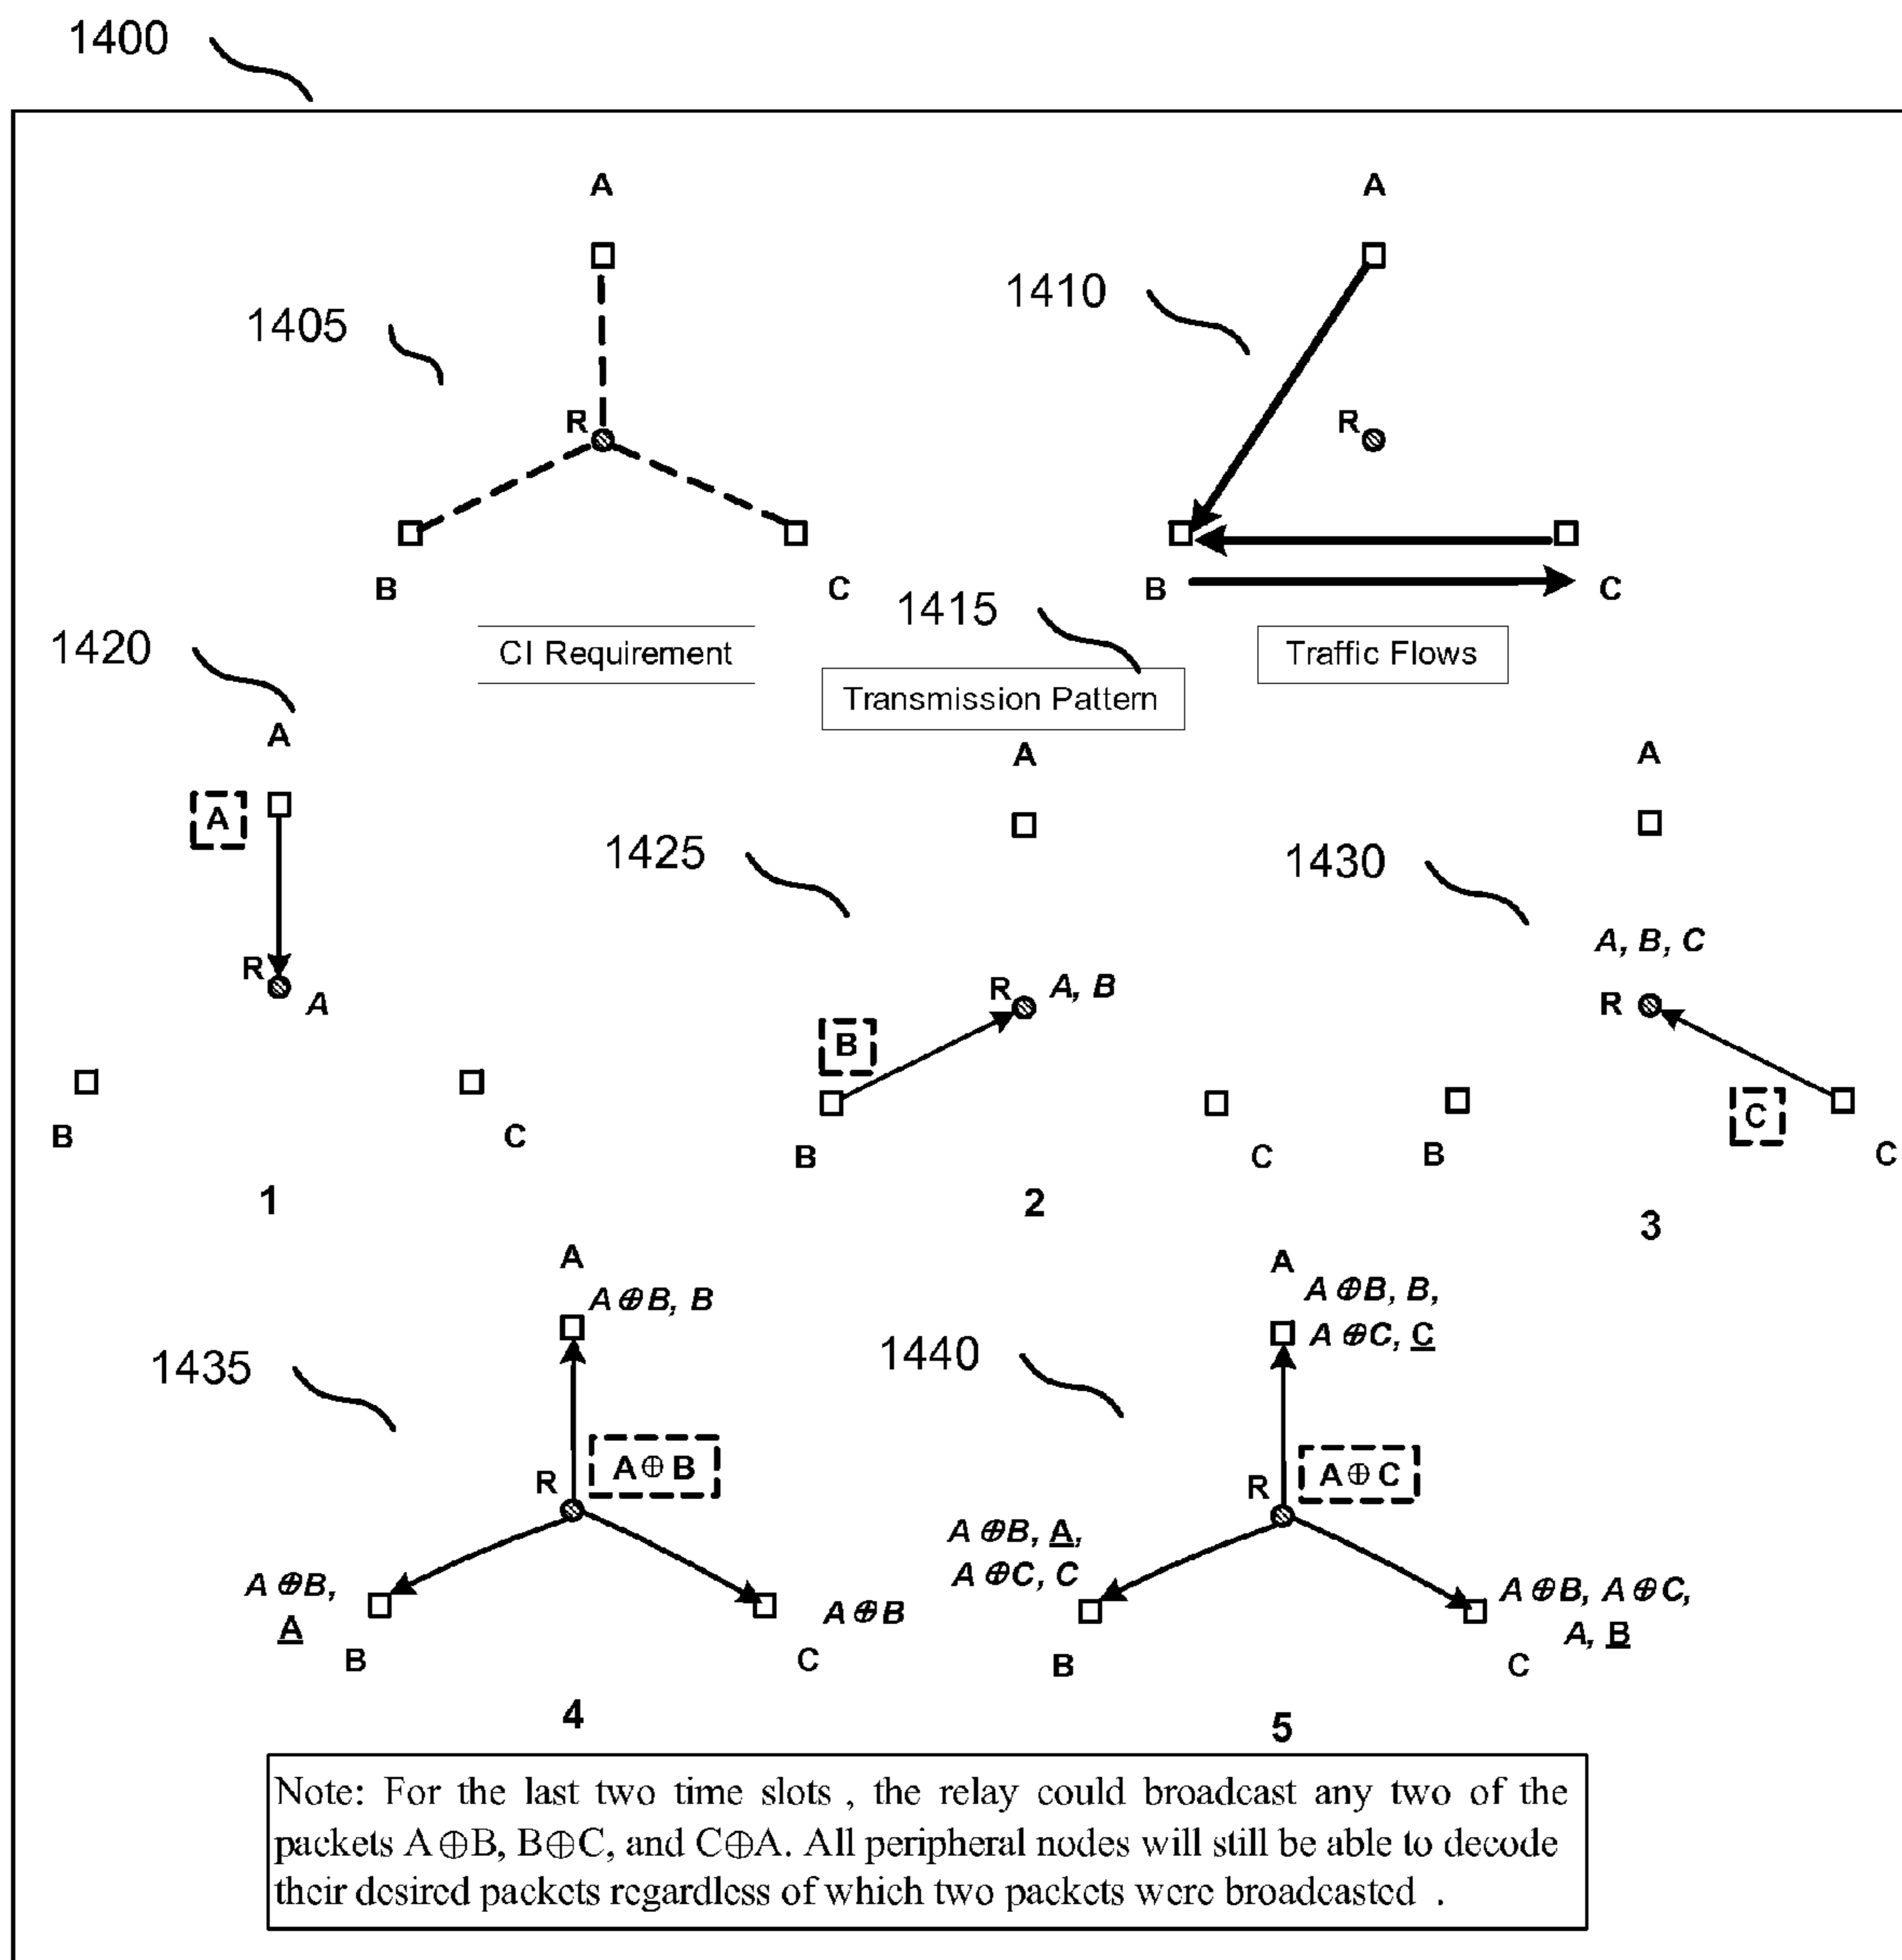 1400
A
A
1405
1410
R
R
B
C
B
C
1415
CI Requirement
Traffic Flows
Transmission Pattern
1420
A
A
R
A
B
C
1
1425
A
B
R
A, B
B
C
2
1430
A
A, B, C
R
C
B
C
3
1435
A
A⊕B, B
R
A⊕B
A⊕B,
A
B
A⊕B
C
4
1440
A
A⊕B, B,
A⊕C, C
R
A⊕C
A⊕B, A,
A⊕C, C
B
A⊕B, A⊕C,
A, B
C
5
Note: For the last two time slots , the relay could broadcast any two of the
packets A⊕B, B⊕C, and C⊕A. All peripheral nodes will still be able to decode
their desired packets regardless of which two packets were broadcasted .